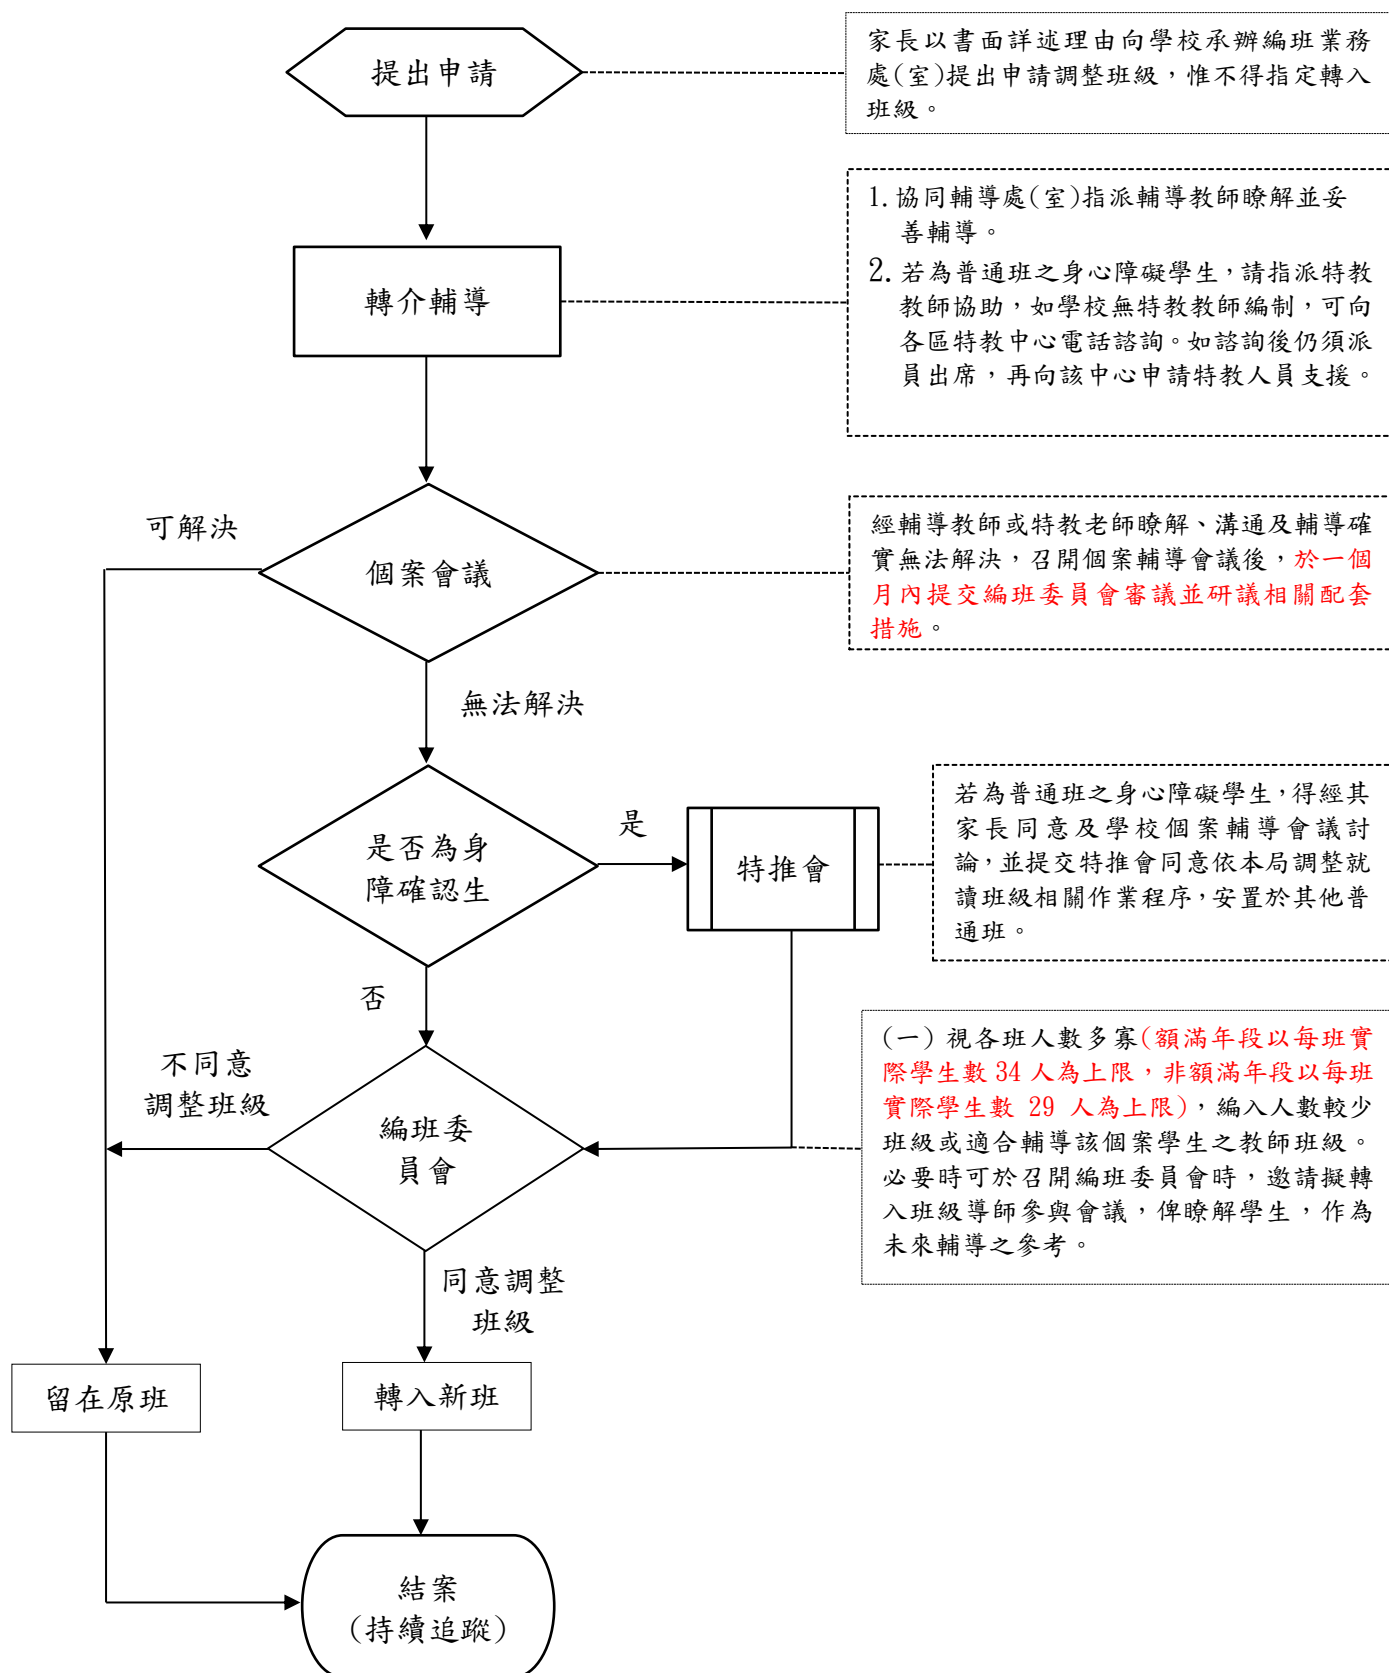 提出申請
家長以書面詳述理由向學校承辦編班業務
處(室)提出申請調整班級，惟不得指定轉入
班級。
1. 協同輔導處(室)指派輔導教師瞭解並妥
善輔導。
2. 若為普通班之身心障礙學生，請指派特教
教師協助，如學校無特教教師編制，可向
各區特教中心電話諮詢。如諮詢後仍須派
員出席，再向該中心申請特教人員支援。
轉介輔導
可解決
個案會議
經輔導教師或特教老師瞭解、溝通及輔導確
實無法解決，召開個案輔導會議後，於一個
月內提交編班委員會審議並研議相關配套
措施。
無法解決
是否為身
障確認生
是
特推會
若為普通班之身心障礙學生，得經其
家長同意及學校個案輔導會議討
論，並提交特推會同意依本局調整就
讀班級相關作業程序，安置於其他普
通班。
否
不同意
調整班級
編班委
員會
(一) 視各班人數多寡(額滿年段以每班實
際學生數 34 人為上限，非額滿年段以每班
實際學生數 29 人為上限)，編入人數較少
班級或適合輔導該個案學生之教師班級。
必要時可於召開編班委員會時，邀請擬轉
入班級導師參與會議，俾瞭解學生，作為
未來輔導之參考。
同意調整
班級
留在原班
轉入新班
結案
(持續追蹤)